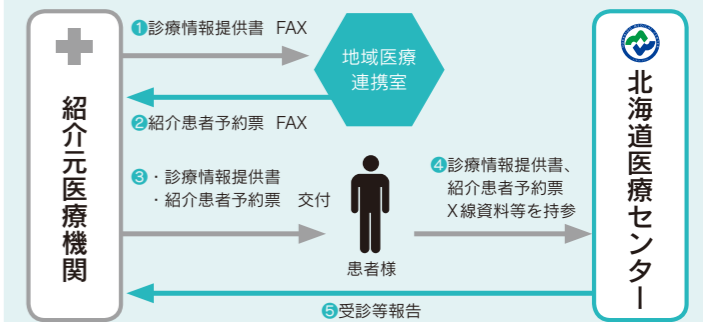 ❶診療情報提供書 FAX
地域医療
連携室
❷紹介患者予約票 FAX
紹介元医療機関
❸・診療情報提供書
・紹介患者予約票 交付
患者様
❹診療情報提供書、
紹介患者予約票
X線資料等を持参
北海道医療センター
❺受診等報告